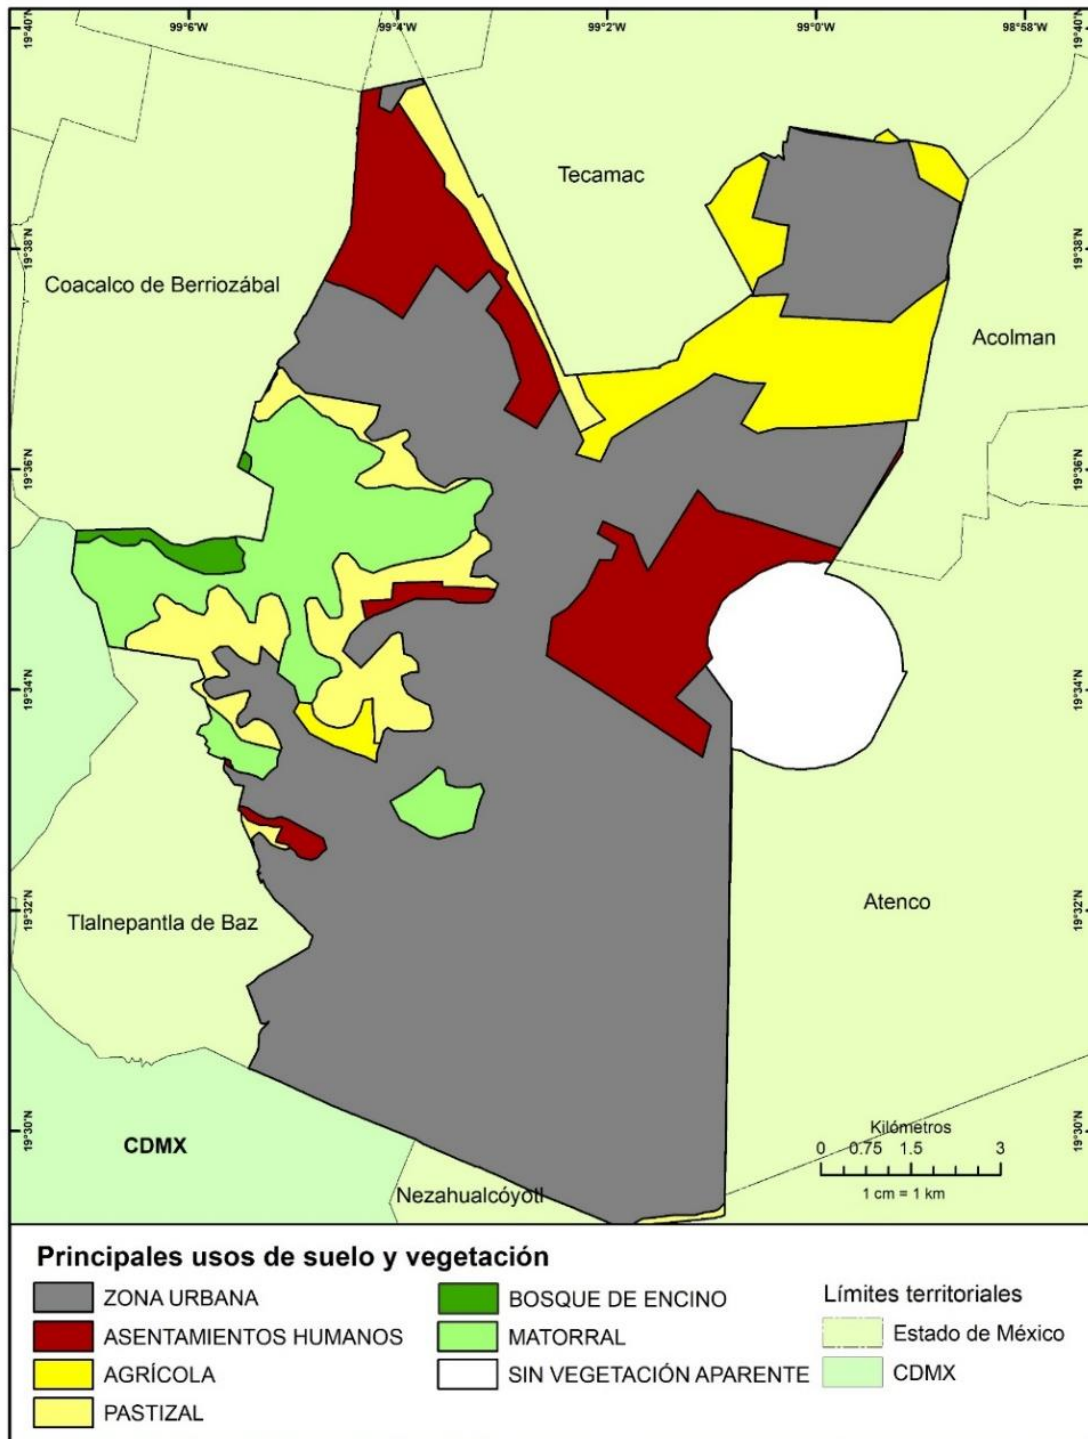 99°6'W 99°4'W 99°2'W 99°0'W 98°58'W
19°40'N 19°40'N
Tecamac
19°38'N 19°38'N
Coacalco de Berriozábal
Acolman
19°36'N 19°36'N
19°34'N 19°34'N
Atenco
19°32'N 19°32'N
Tlalnepantla de Baz
19°30'N 19°30'N
Kilómetros
CDMX
0 0.75 1.5 3
1 cm = 1 km
Nezahualcóyotl
Principales usos de suelo y vegetación
ZONA URBANA
ASENTAMIENTOS HUMANOS
AGRÍCOLA
PASTIZAL
BOSQUE DE ENCINO
MATORRAL
SIN VEGETACIÓN APARENTE
Límites territoriales
Estado de México
CDMX